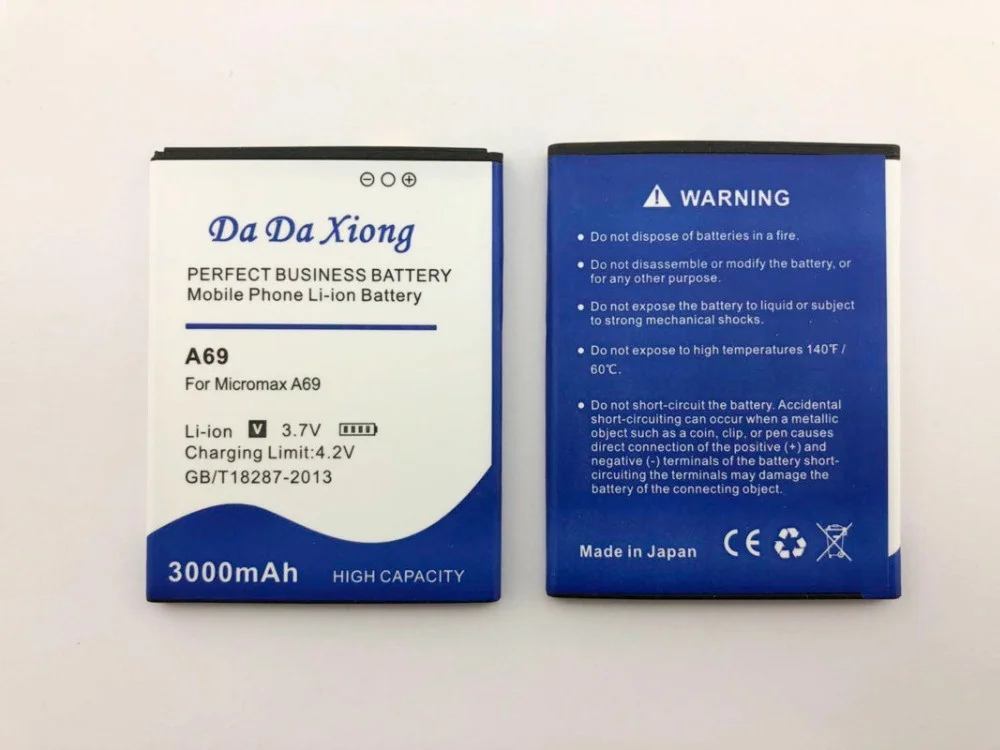 Da Da Xiong
PERFECT BUSINESS BATTERY
Mobile Phone Li-ion Battery
A69
For Micromax A69
Li-ion V 3.7V
Charging Limit:4.2V
GB/T18287-2013
3000mAh
HIGH CAPACITY
WARNING
• Do not dispose of batteries in a fire.
• Do not disassemble or modify the battery, or
for any other purpose.
• Do not expose the battery to liquid or subject
to strong mechanical shocks.
• Do not expose to high temperatures 140℉/
60℃.
• Do not short-circuit the battery. Accidental
short-circuiting can occur when a metallic
object such as a coin, clip, or pen causes
direct connection of the positive (+) and
negative (-) terminals of the battery short-
circuiting the terminals may damage the
battery of the connecting object.
Made in Japan
CE